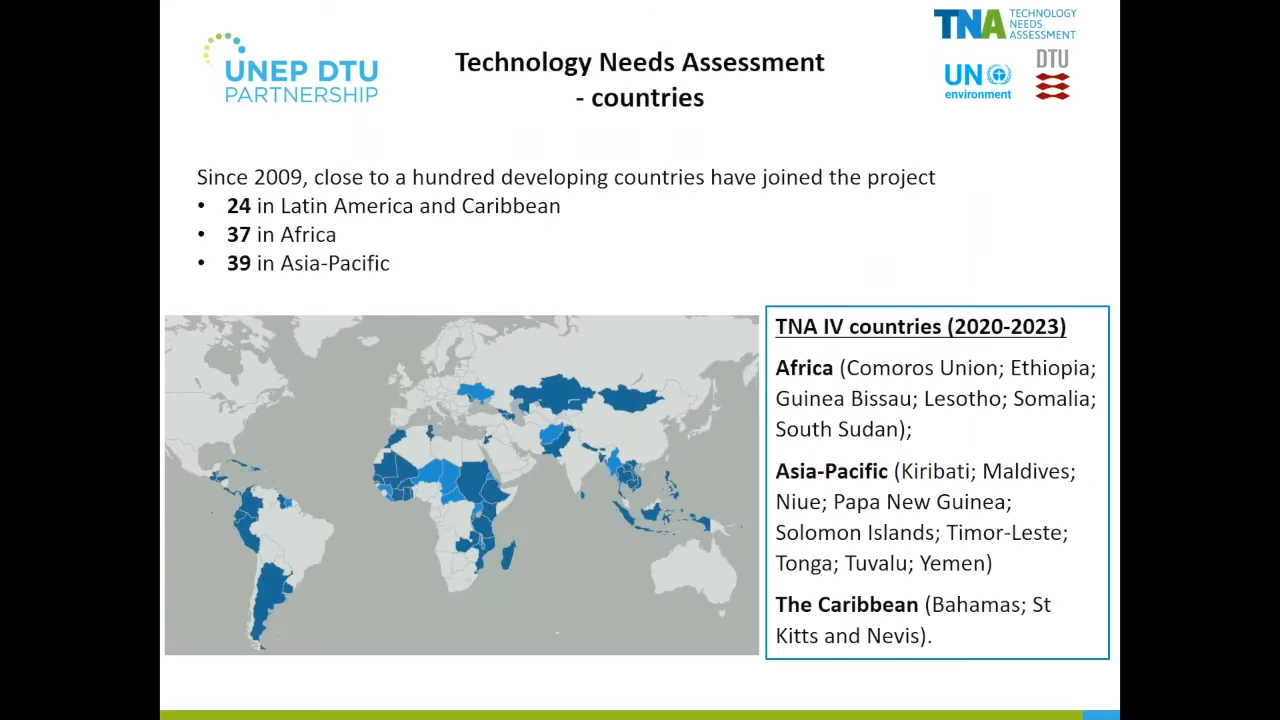 TNA TECHNOLOGY
NEEDS
ASSESSMENT
UNEP DTU
PARTNERSHIP
Technology Needs Assessment
- countries
UN
environment
DTU
Since 2009, close to a hundred developing countries have joined the project
• 24 in Latin America and Caribbean
• 37 in Africa
• 39 in Asia-Pacific
TNA IV countries (2020-2023)
Africa (Comoros Union; Ethiopia;
Guinea Bissau; Lesotho; Somalia;
South Sudan);
Asia-Pacific (Kiribati; Maldives;
Niue; Papa New Guinea;
Solomon Islands; Timor-Leste;
Tonga; Tuvalu; Yemen)
The Caribbean (Bahamas; St
Kitts and Nevis).